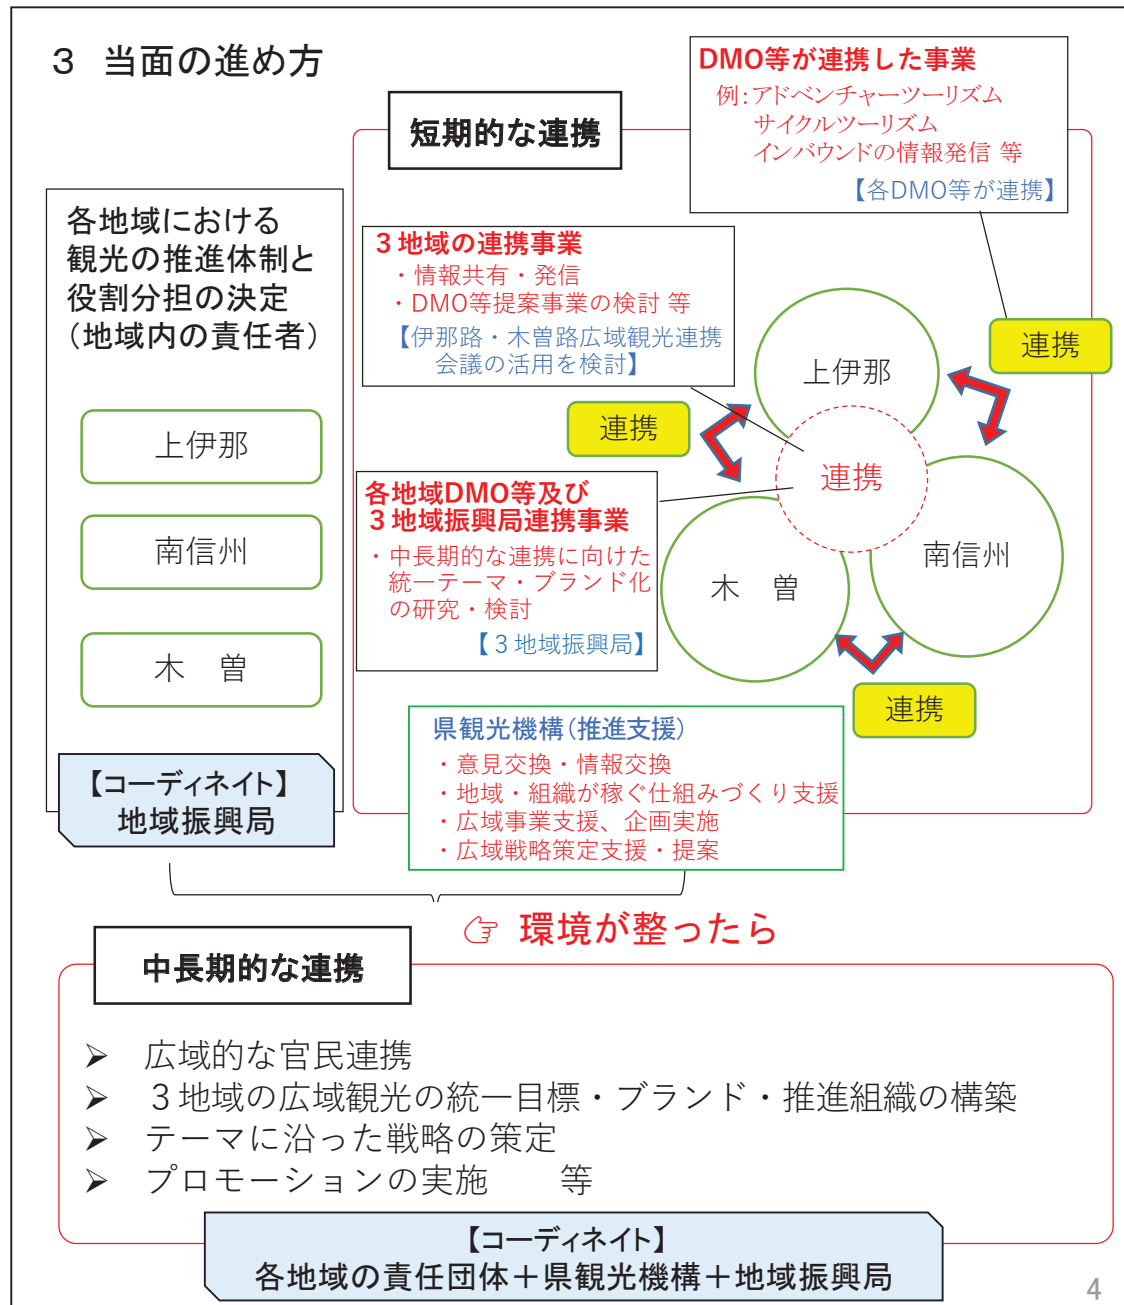 ３ 当面の進め方
DMO等が連携した事業
例：アドベンチャーツーリズム
サイクルツーリズム
インバウンドの情報発信 等
【各DMO等が連携】
短期的な連携
各地域における
観光の推進体制と
役割分担の決定
（地域内の責任者）
上伊那
南信州
木 曽
【コーディネイト】
地域振興局
３地域の連携事業
・情報共有・発信
・DMO等提案事業の検討 等
【伊那路・木曽路広域観光連携
会議の活用を検討】
連携
上伊那
連携
連携
各地域DMO等及び
３地域振興局連携事業
・中長期的な連携に向けた
統一テーマ・ブランド化
の研究・検討
【３地域振興局】
木 曽
南信州
連携
県観光機構（推進支援）
・意見交換・情報交換
・地域・組織が稼ぐ仕組みづくり支援
・広域事業支援、企画実施
・広域戦略策定支援・提案
☞ 環境が整ったら
中長期的な連携
➢ 広域的な官民連携
➢ ３地域の広域観光の統一目標・ブランド・推進組織の構築
➢ テーマに沿った戦略の策定
➢ プロモーションの実施 等
【コーディネイト】
各地域の責任団体＋県観光機構＋地域振興局
4